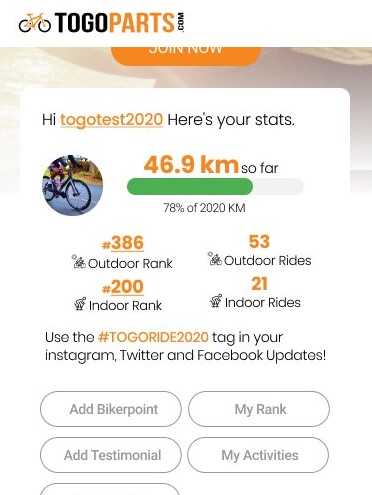 TOGOPARTS.COM
JOIN NOW
Hi togotest2020 Here's your stats.
46.9 km so far
78% of 2020 KM
#386
Outdoor Rank
53
Outdoor Rides
#200
Indoor Rank
21
Indoor Rides
Use the #TOGORIDE2020 tag in your
instagram, Twitter and Facebook Updates!
Add Bikerpoint
My Rank
Add Testimonial
My Activities